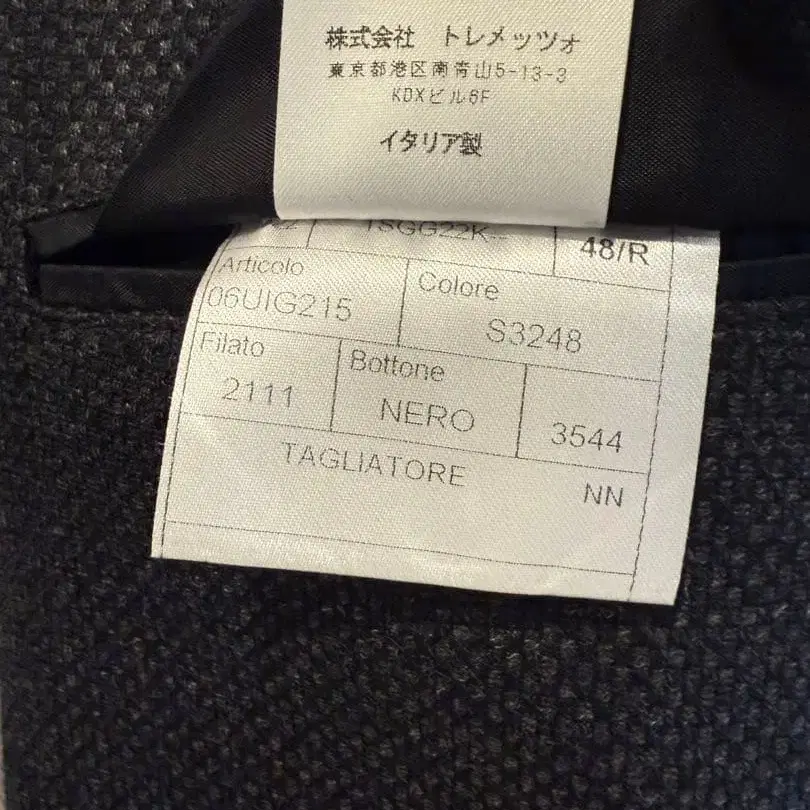 株式会社 トレメッツォ
東京都港区南青山5-13-3
KDXビル6F
イタリア製
1SGG22K 48/R
Articolo Colore
06UIG215 S3248
Filato Bottone
2111 NERO 3544
TAGLIATORE NN